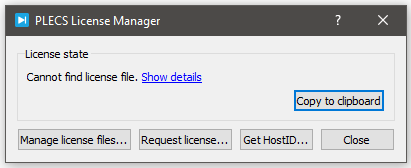 PLECS License Manager
?
License state
Cannot find license file. Show details
Copy to clipboard
Manage license files... Request license... Get HostID... Close